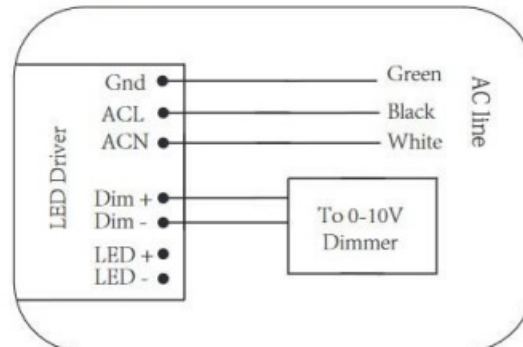 LED Driver
Gnd
ACL
ACN
Dim +
Dim -
LED +
LED -
Green
Black
White
AC line
To 0-10V
Dimmer